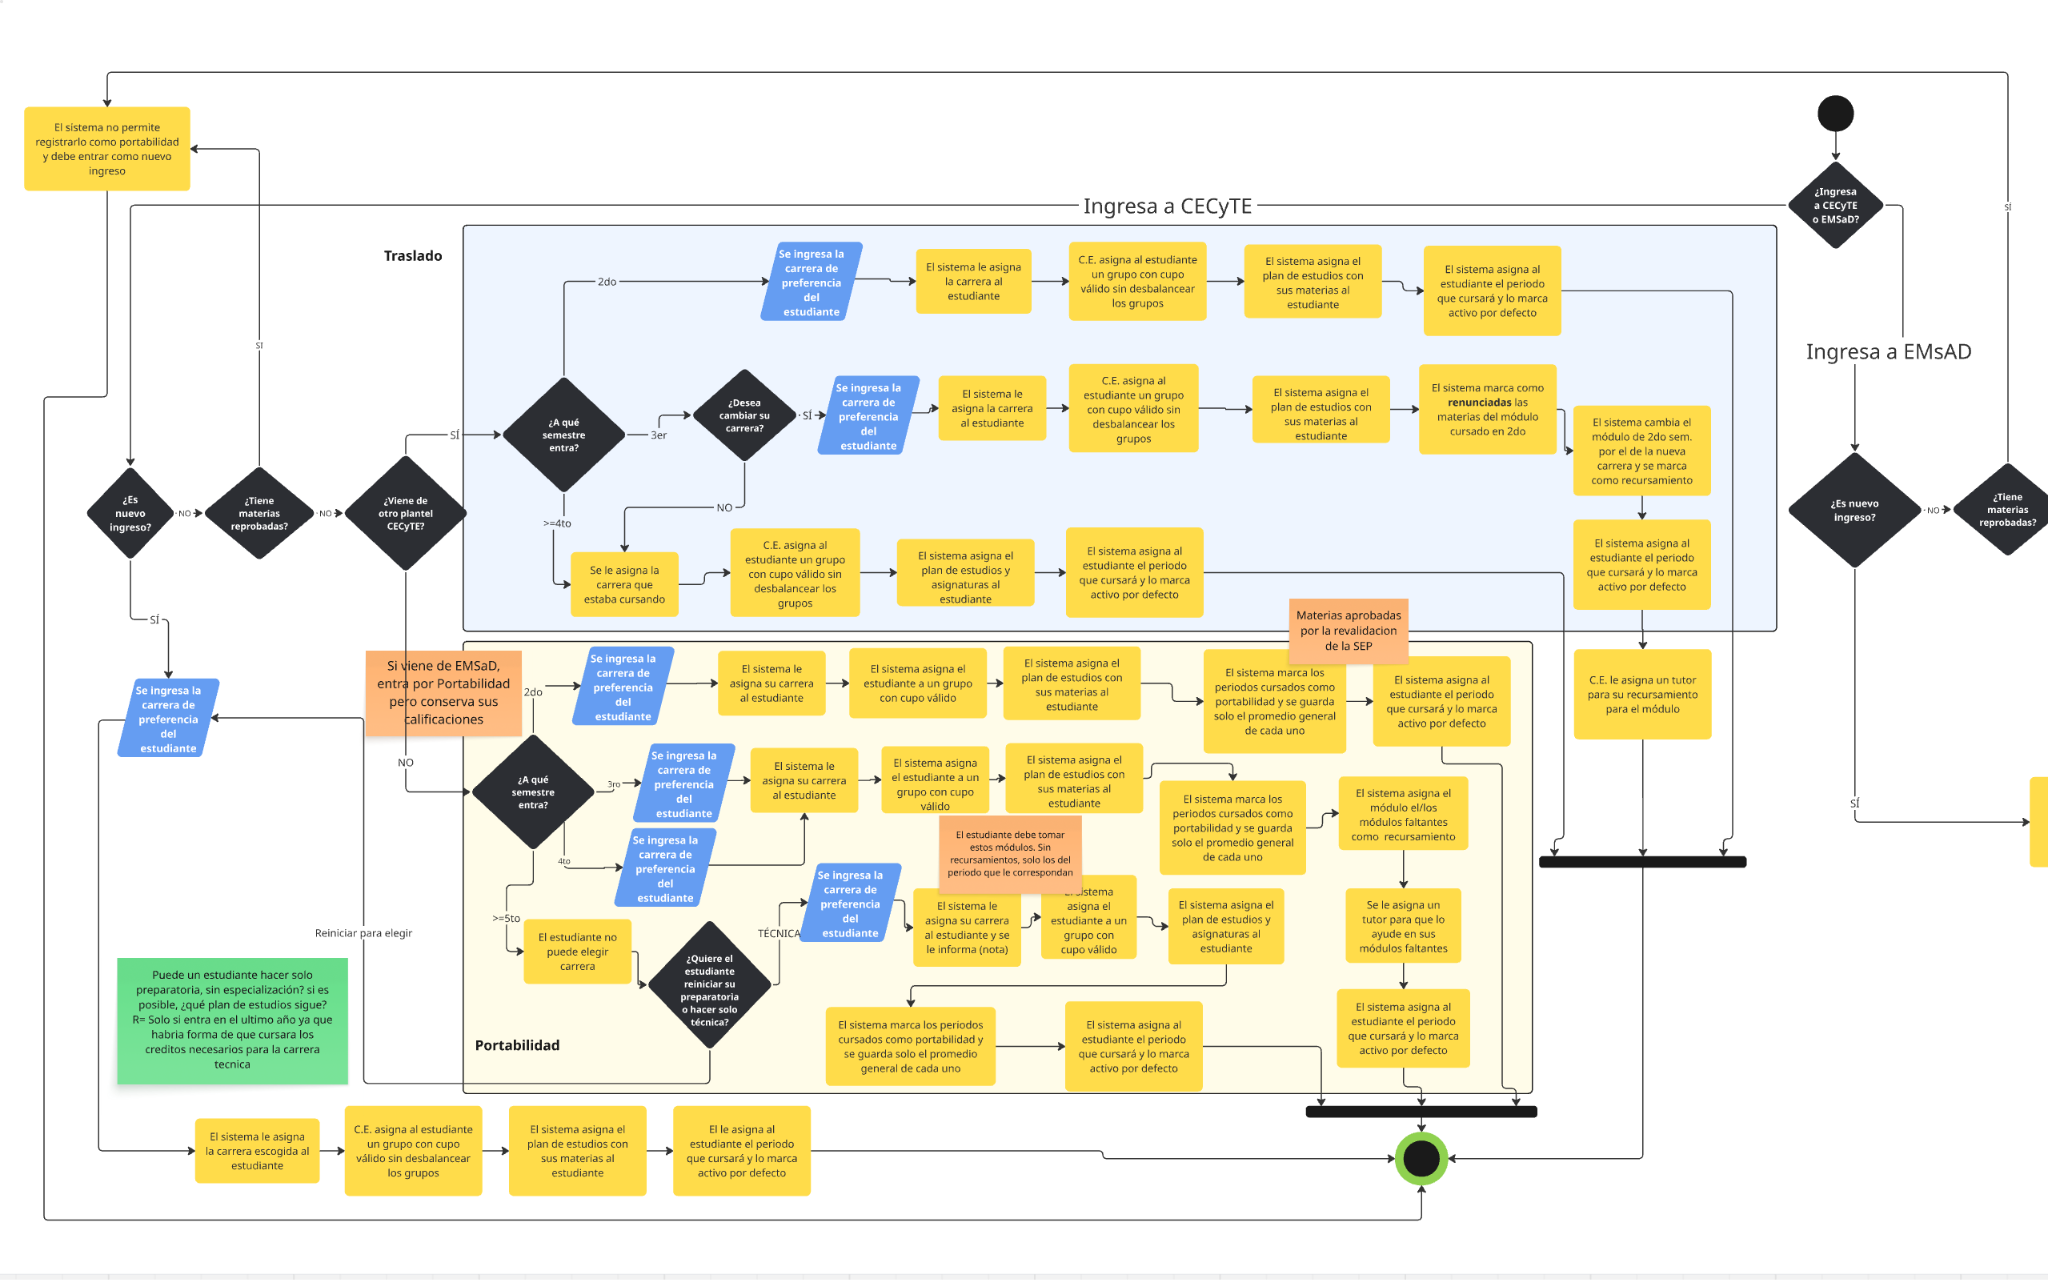 El sistema no permite
registrarlo como portabilidad
y debe entrar como nuevo
ingreso
¿Ingresa
a CECyTE
o EMSaD?
SÍ
Ingresa a CECyTE
Ingresa a EMsAD
SI
Traslado
2do
Se ingresa la
carrera de
preferencia
del
estudiante
El sistema le asigna
la carrera al
estudiante
C.E. asigna al estudiante
un grupo con cupo
válido sin desbalancear
los grupos
El sistema asigna el
plan de estudios con
sus materias al
estudiante
El sistema asigna al
estudiante el periodo
que cursará y lo marca
activo por defecto
¿A qué
semestre
entra?
3er
¿Desea
cambiar su
carrera?
SÍ
Se ingresa la
carrera de
preferencia
del
estudiante
El sistema le
asigna la carrera
al estudiante
C.E. asigna al
estudiante un grupo
con cupo válido sin
desbalancear los
grupos
El sistema asigna el
plan de estudios con
sus materias al
estudiante
El sistema marca como
renunciadas las
materias del módulo
cursado en 2do
El sistema cambia el
módulo de 2do sem.
por el de la nueva
carrera y se marca
como recursamiento
SÍ
¿Es
nuevo
ingreso?
NO
¿Tiene
materias
reprobadas?
NO
¿Viene de
otro plantel
CECyTE?
>=4to
NO
Se le asigna la
carrera que
estaba cursando
C.E. asigna al
estudiante un grupo
con cupo válido sin
desbalancear los
grupos
El sistema asigna el
plan de estudios y
asignaturas al
estudiante
El sistema asigna al
estudiante el periodo
que cursará y lo marca
activo por defecto
El sistema asigna al
estudiante el periodo
que cursará y lo marca
activo por defecto
¿Es nuevo
ingreso?
NO
¿Tiene
materias
reprobadas?
SÍ
SÍ
Se ingresa la
carrera de
preferencia
del
estudiante
Si viene de EMSaD,
entra por Portabilidad
pero conserva sus
calificaciones
NO
2do
Se ingresa la
carrera de
preferencia
del
estudiante
El sistema le
asigna su carrera
al estudiante
El sistema asigna el
estudiante a un grupo
con cupo válido
El sistema asigna el
plan de estudios con
sus materias al
estudiante
Materias aprobadas
por la revalidacion
de la SEP
El sistema marca los
periodos cursados como
portabilidad y se guarda
solo el promedio general
de cada uno
El sistema asigna al
estudiante el periodo
que cursará y lo marca
activo por defecto
C.E. le asigna un tutor
para su recursamiento
para el módulo
¿A qué
semestre
entra?
3ro
Se ingresa la
carrera de
preferencia
del
estudiante
El sistema le
asigna su carrera
al estudiante
El sistema asigna
el estudiante a un
grupo con cupo
válido
El sistema asigna el
plan de estudios con
sus materias al
estudiante
El sistema marca los
periodos cursados como
portabilidad y se guarda
solo el promedio general
de cada uno
El sistema asigna el
módulo el/los
módulos faltantes
como recursamiento
4to
Se ingresa la
carrera de
preferencia
del
estudiante
El estudiante debe tomar
estos módulos. Sin
recursamientos, solo los del
periodo que le correspondan
>=5to
El estudiante no
puede elegir
carrera
¿Quiere el
estudiante
reiniciar su
preparatoria
o hacer solo
técnica?
TÉCNICA
Se ingresa la
carrera de
preferencia
del
estudiante
El sistema le
asigna su carrera
al estudiante y se
le informa (nota)
El sistema
asigna el
estudiante a un
grupo con
cupo válido
El sistema asigna el
plan de estudios y
asignaturas al
estudiante
Se le asigna un
tutor para que lo
ayude en sus
módulos faltantes
Reiniciar para elegir
Puede un estudiante hacer solo
preparatoria, sin especialización? si es
posible, ¿qué plan de estudios sigue?
R= Solo si entra en el ultimo año ya que
habria forma de que cursara los
creditos necesarios para la carrera
tecnica
Portabilidad
El sistema marca los periodos
cursados como portabilidad y
se guarda solo el promedio
general de cada uno
El sistema asigna al
estudiante el periodo
que cursará y lo marca
activo por defecto
El sistema asigna al
estudiante el periodo
que cursará y lo marca
activo por defecto
El sistema le asigna
la carrera escogida al
estudiante
C.E. asigna al estudiante
un grupo con cupo
válido sin desbalancear
los grupos
El sistema asigna el
plan de estudios con
sus materias al
estudiante
El le asigna al
estudiante el periodo
que cursará y lo marca
activo por defecto